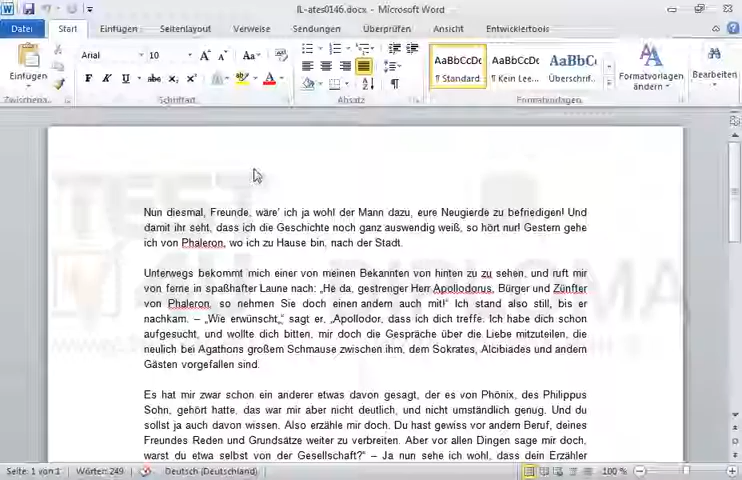 IL-ates0146.docx - Microsoft Word
Datei Start Einfügen Seitenlayout Verweise Sendungen Überprüfen Ansicht Entwicklertools
Einfügen
Arial 10
F K U abc x₂ x²
AaBbCcDc AaBbCcDc AaBbC
¶ Standard ¶ Kein Lee... Überschrif...
Formatvorlagen ändern
Bearbeiten
Zwischena... Schriftart Absatz Formatvorlagen
Nun diesmal, Freunde, wäre’ ich ja wohl der Mann dazu, eure Neugierde zu befriedigen! Und
damit ihr seht, dass ich die Geschichte noch ganz auswendig weiß, so hört nur! Gestern gehe
ich von Phaleron, wo ich zu Hause bin, nach der Stadt.
Unterwegs bekommt mich einer von meinen Bekannten von hinten zu zu sehen, und ruft mir
von ferne in spaßhafter Laune nach: „He da, gestrenger Herr Apollodorus, Bürger und Zünfter
von Phaleron, so nehmen Sie doch einen andern auch mit!“ Ich stand also still, bis er
nachkam. – „Wie erwünscht„“ sagt er, „Apollodor, dass ich dich treffe. Ich habe dich schon
aufgesucht, und wollte dich bitten, mir doch die Gespräche über die Liebe mitzuteilen, die
neulich bei Agathons großem Schmause zwischen ihm, dem Sokrates, Alcibiades und andern
Gästen vorgefallen sind.
Es hat mir zwar schon ein anderer etwas davon gesagt, der es von Phönix, des Philippus
Sohn, gehört hatte, das war mir aber nicht deutlich, und nicht umständlich genug. Und du
sollst ja auch davon wissen. Also erzähle mir doch. Du hast gewiss vor andern Beruf, deines
Freundes Reden und Grundsätze weiter zu verbreiten. Aber vor allen Dingen sage mir doch,
warst du etwa selbst von der Gesellschaft?“ – Ja nun sehe ich wohl, dass dein Erzähler
Seite: 1 von 1 Wörter: 249 Deutsch (Deutschland) 100 %